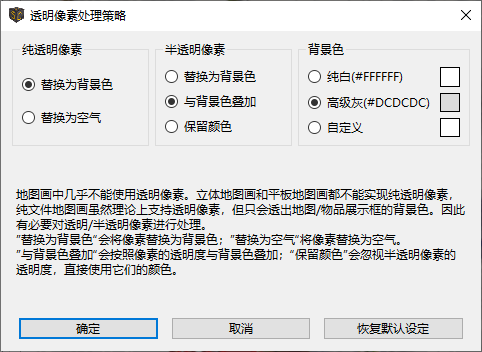 透明像素处理策略
纯透明像素
替换为背景色
替换为空气
半透明像素
替换为背景色
与背景色叠加
保留颜色
背景色
纯白(#FFFFFF)
高级灰(#DCDCDC)
自定义
地图画中几乎不能使用透明像素。立体地图画和平板地图画都不能实现纯透明像素，
纯文件地图画虽然理论上支持透明像素，但只会透出地图/物品展示框的背景色。因此
有必要对透明/半透明像素进行处理。
“替换为背景色”会将像素替换为背景色；“替换为空气”将像素替换为空气。
“与背景色叠加”会按照像素的透明度与背景色叠加；“保留颜色”会忽视半透明像素的
透明度，直接使用它们的颜色。
确定
取消
恢复默认设定